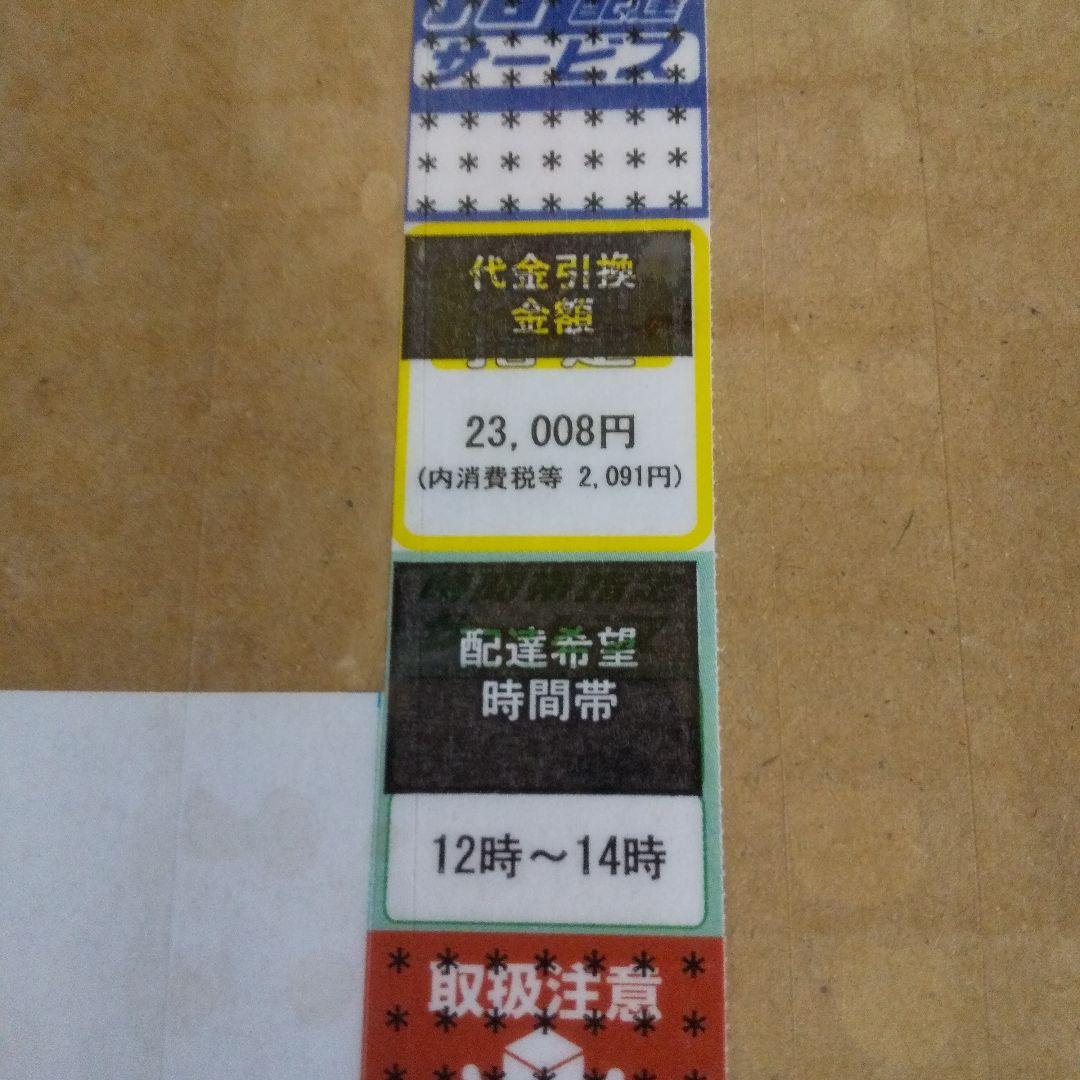 サービス
代金引換
金額
23,008円
(内消費税等 2,091円)
配達希望
時間帯
12時～14時
取扱注意